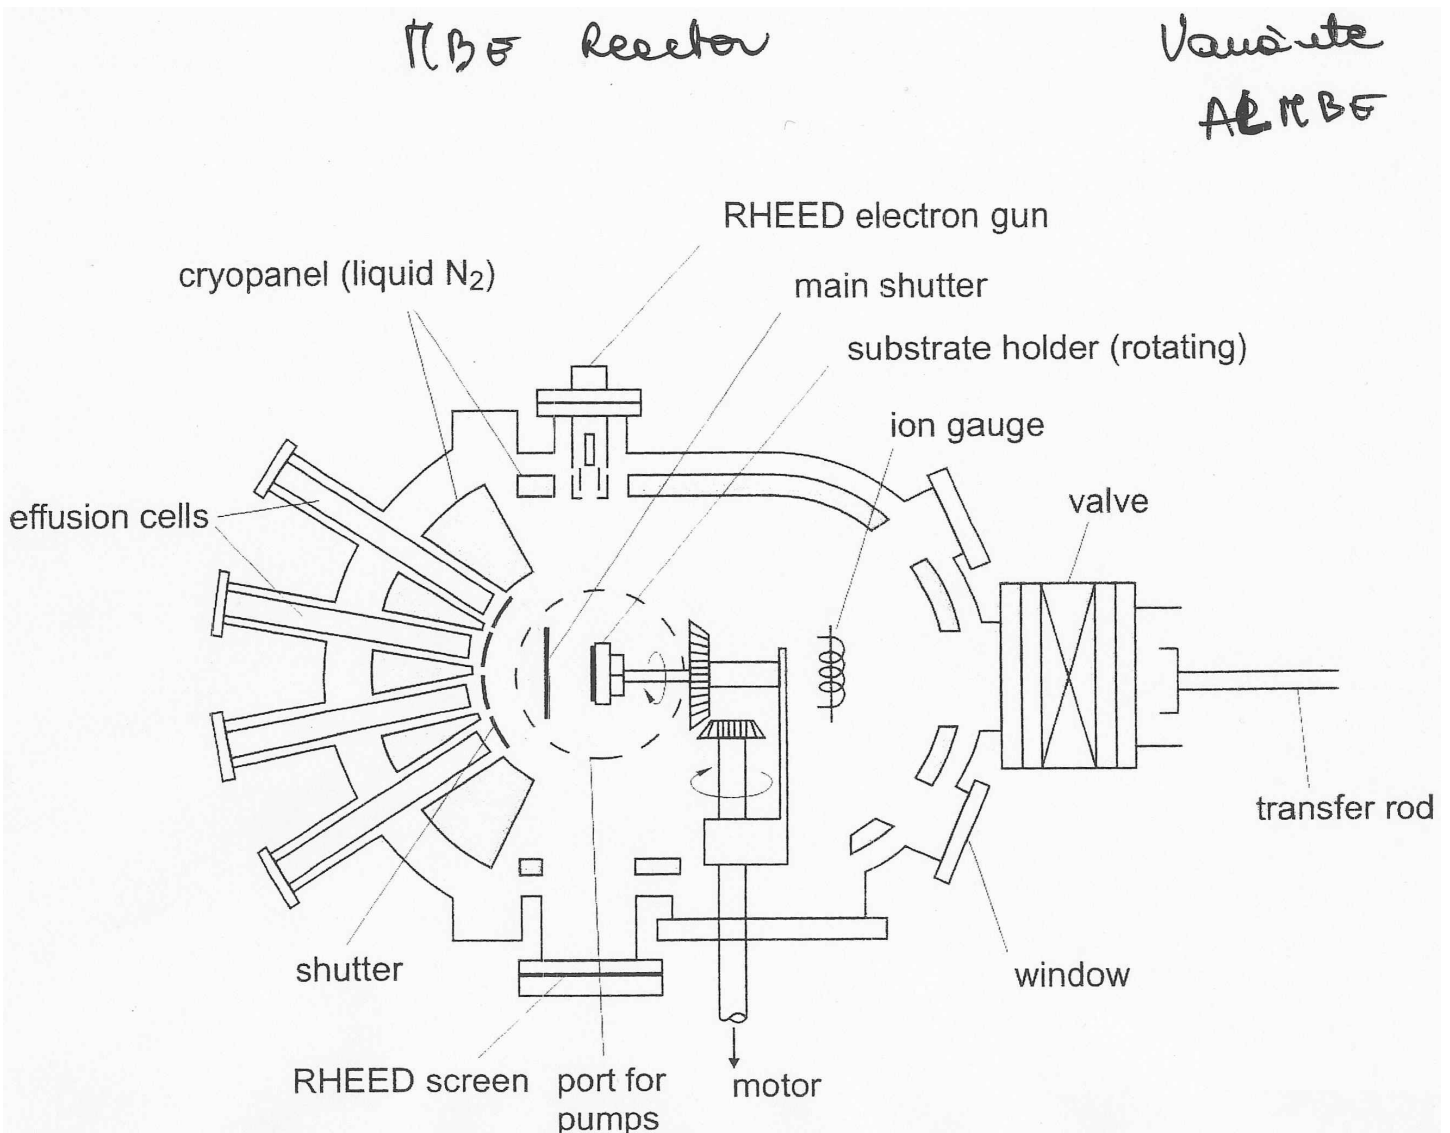 MBE Reactor
Variante
ALMBE
RHEED electron gun
cryopanel (liquid N₂)
main shutter
substrate holder (rotating)
ion gauge
effusion cells
valve
transfer rod
shutter
window
RHEED screen
port for
pumps
motor